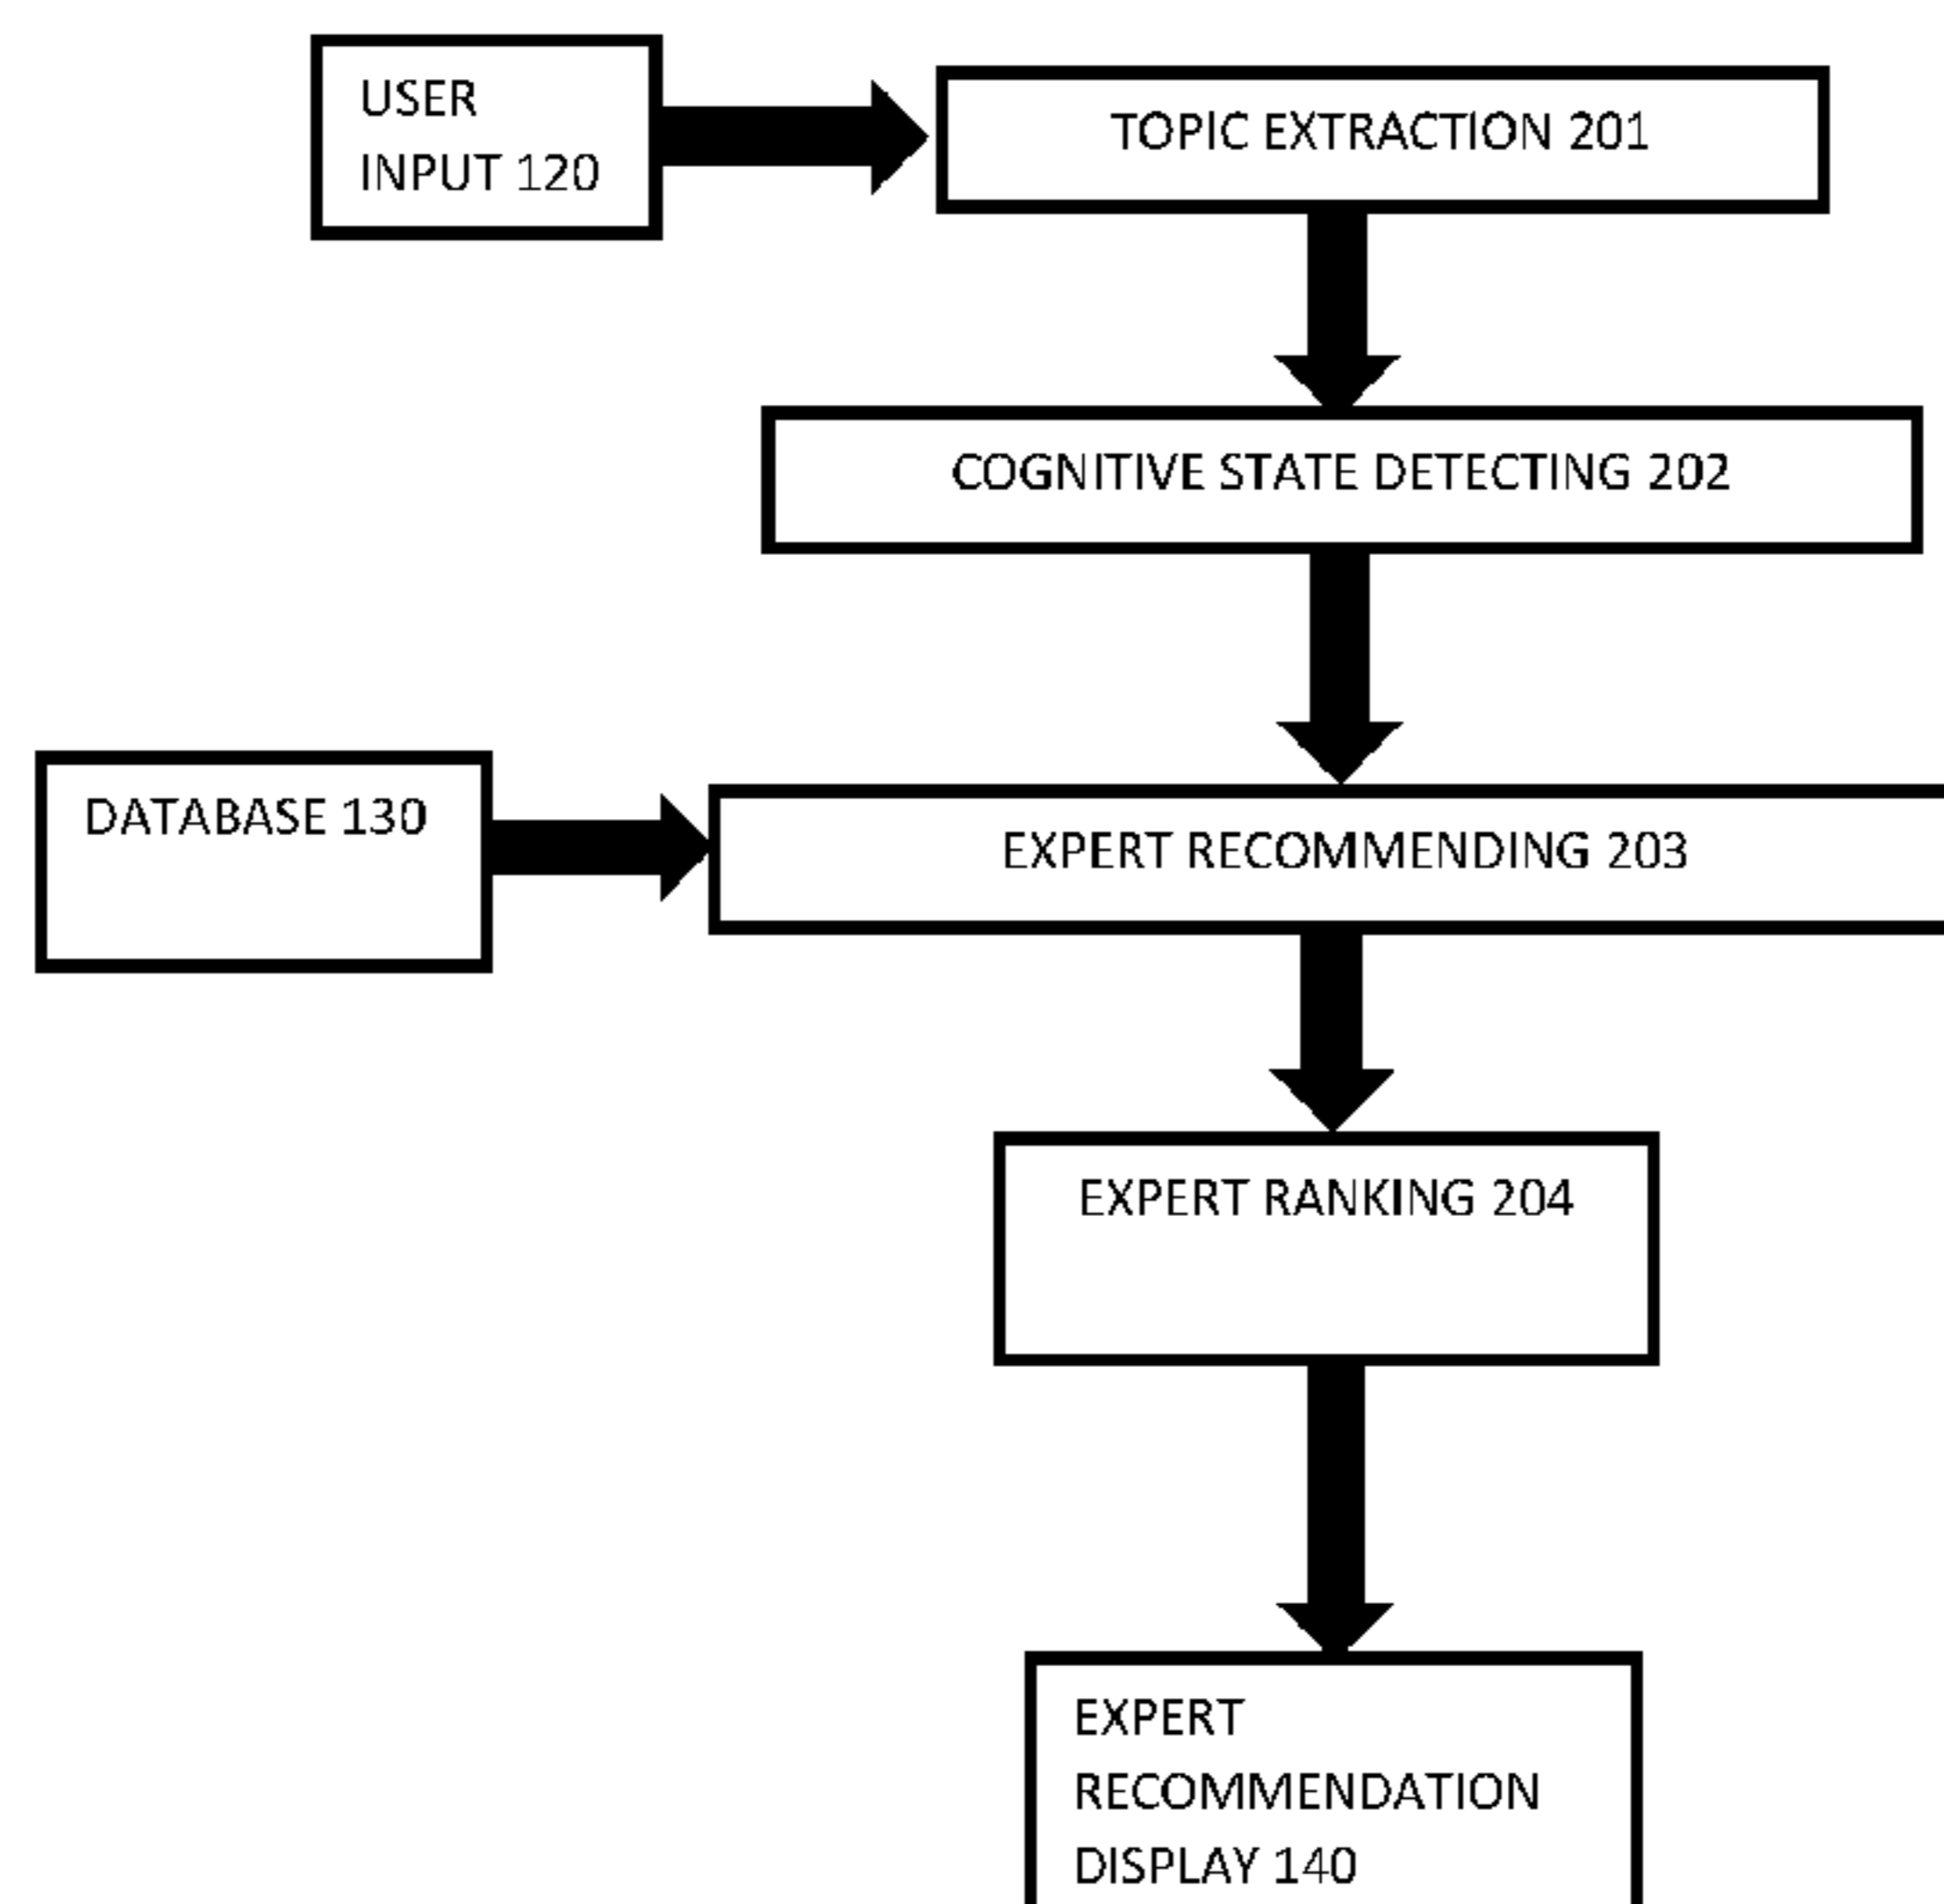 USER
INPUT 120
TOPIC EXTRACTION 201
COGNITIVE STATE DETECTING 202
DATABASE 130
EXPERT RECOMMENDING 203
EXPERT RANKING 204
EXPERT
RECOMMENDATION
DISPLAY 140